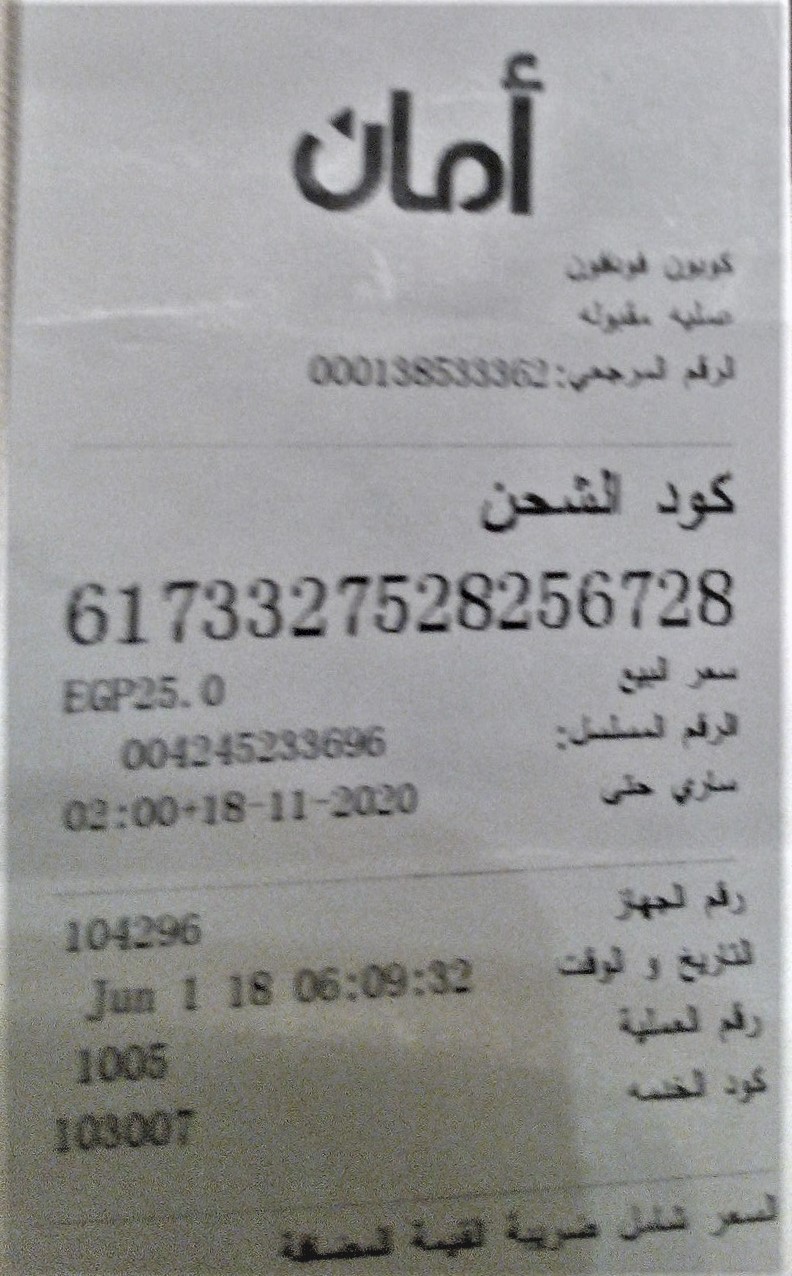 أمان
كوبون فودافون
عملية مقبوله
الرقم المرجعي:000138533362
كود الشحن
6173327528256728
سعر البيع EGP25.0
الرقم المسلسل: 004245233696
ساري حتى 02:00+18-11-2020
رقم الجهاز 104296
التاريخ و الوقت Jun 1 18 06:09:32
رقم العملية 1005
كود الخدمه 103007
السعر شامل ضريبة القيمة المضافة